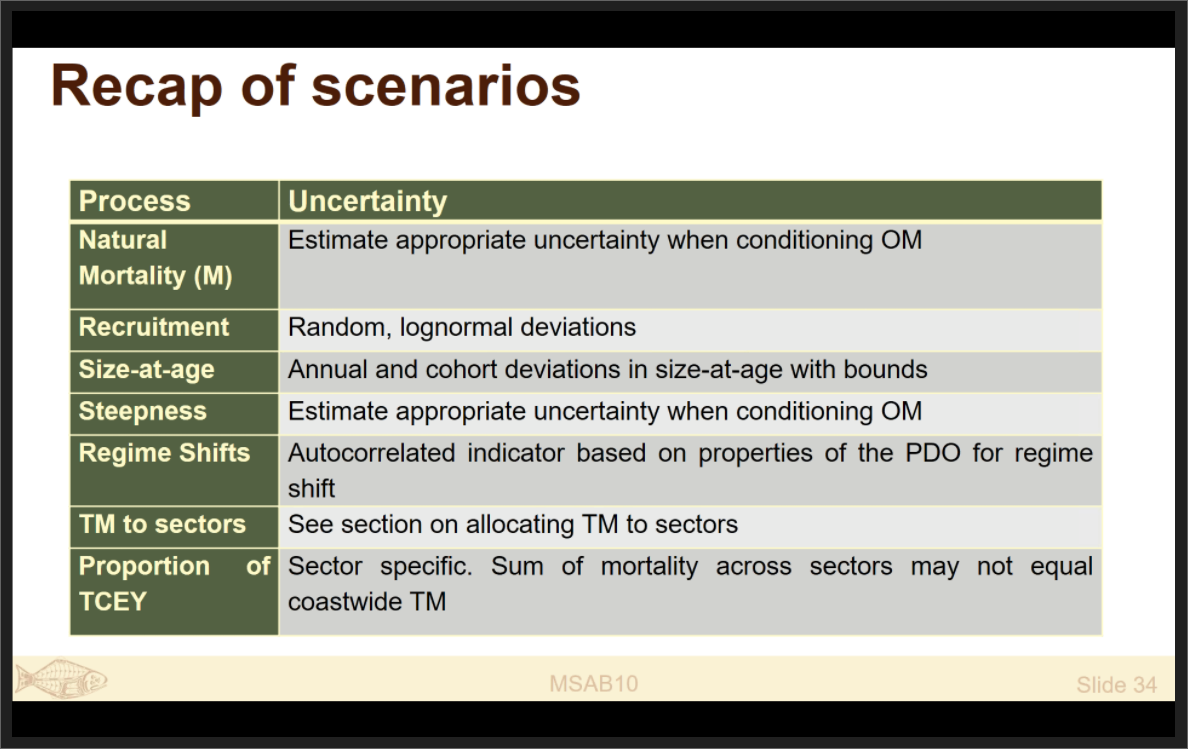 Recap of scenarios
Process
Uncertainty
Natural
Mortality (M)
Estimate appropriate uncertainty when conditioning OM
Recruitment
Random, lognormal deviations
Size-at-age
Annual and cohort deviations in size-at-age with bounds
Steepness
Estimate appropriate uncertainty when conditioning OM
Regime Shifts
Autocorrelated indicator based on properties of the PDO for regime
shift
TM to sectors
See section on allocating TM to sectors
Proportion of
TCEY
Sector specific. Sum of mortality across sectors may not equal
coastwide TM
MSAB10
Slide 34